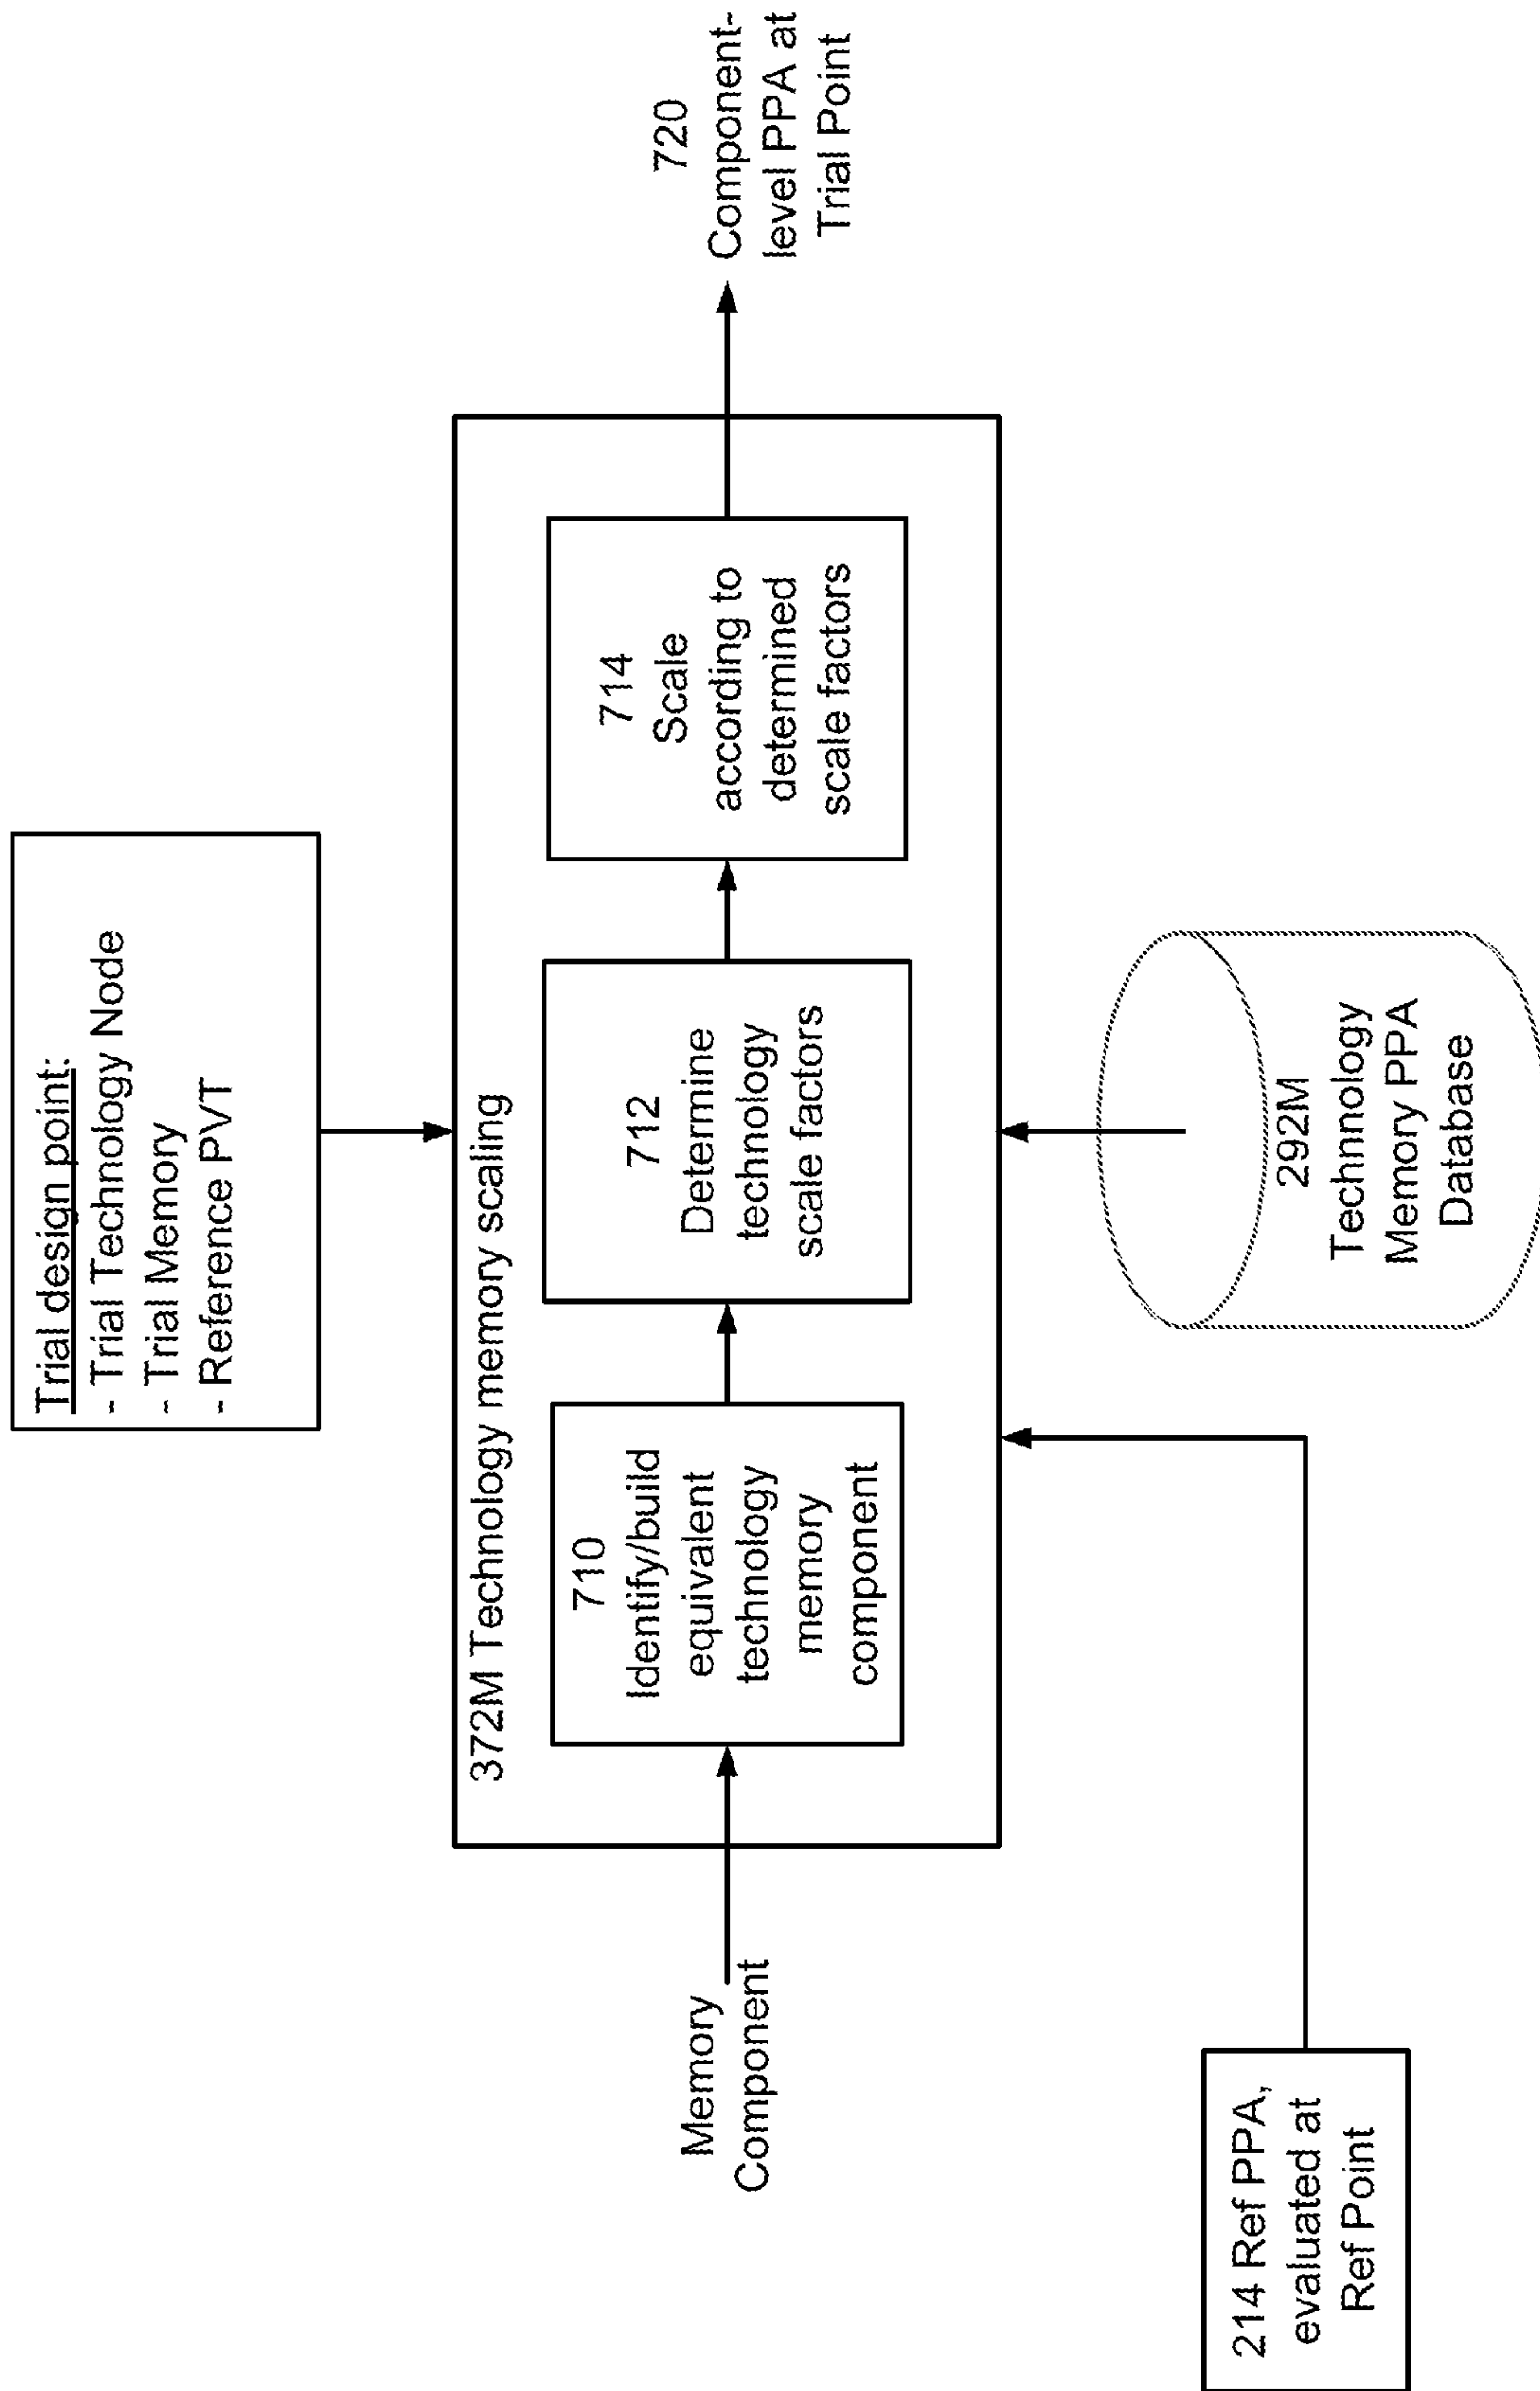 Trial design point:
- Trial Technology Node
- Trial Memory
- Reference PVT
372M Technology memory scaling
Memory
Component
710
Identify/build
equivalent
technology
memory
component
712
Determine
technology
scale factors
714
Scale
according to
determined
scale factors
720
Component-
level PPA at
Trial Point
214 Ref PPA,
evaluated at
Ref Point
292M
Technnology
Memory PPA
Database